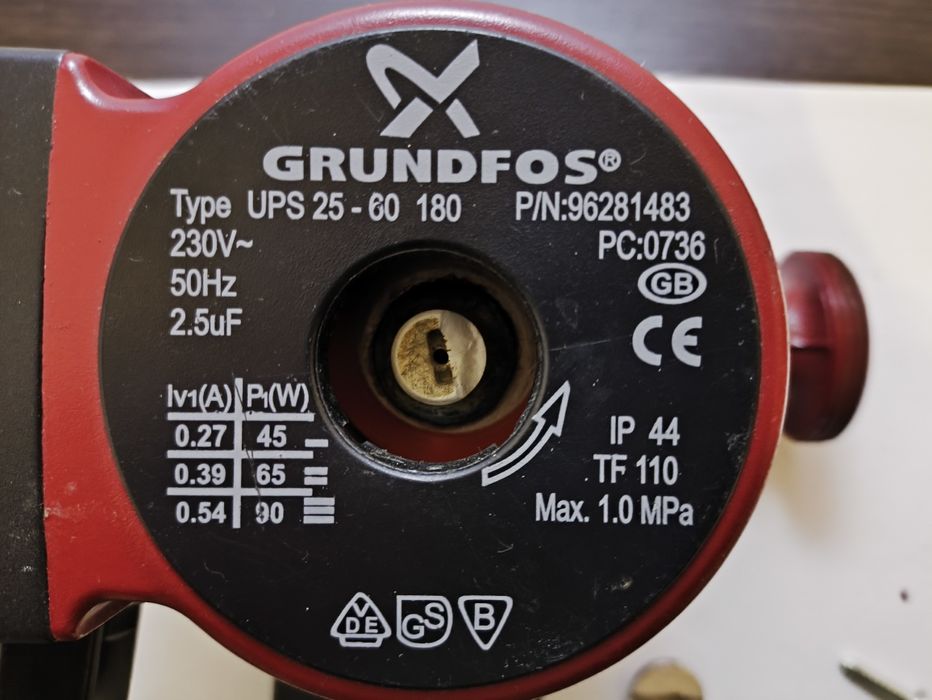 GRUNDFOS®
Type UPS 25 - 60 180 P/N:96281483
230V~ PC:0736
50Hz GB
2.5uF CE
Iv1(A) P1(W)
0.27 45 IP 44
0.39 65 TF 110
0.54 90 Max. 1.0 MPa
VDE GS B